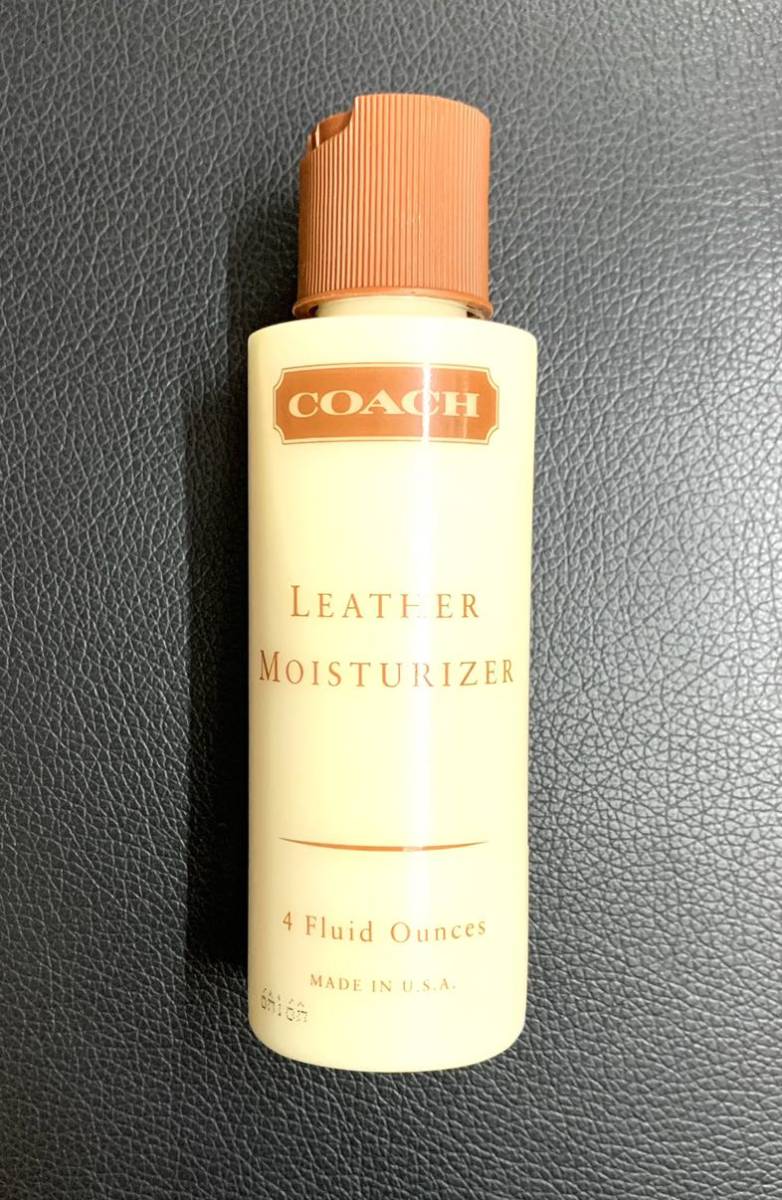 COACH
LEATHER
MOISTURIZER
4 Fluid Ounces
MADE IN U.S.A.